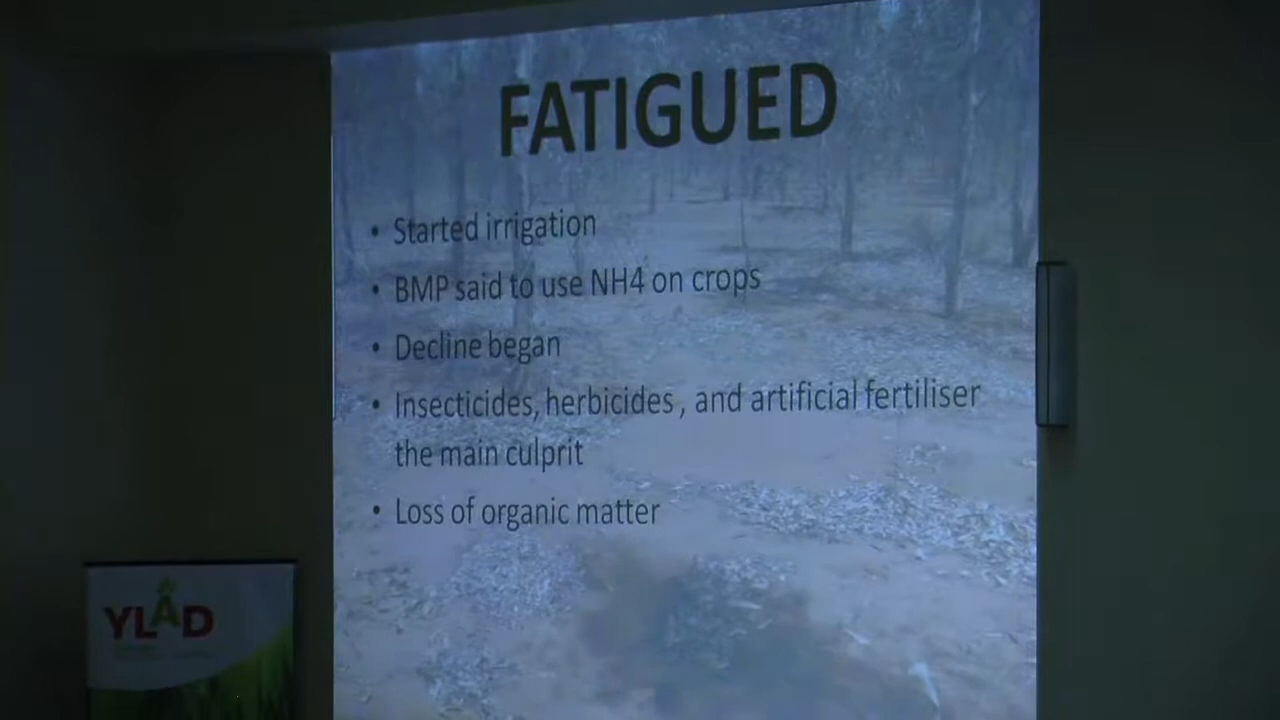 FATIGUED
• Started irrigation
• BMP said to use NH4 on crops
• Decline began
• Insecticides, herbicides , and artificial fertiliser
the main culprit
• Loss of organic matter
YLAD